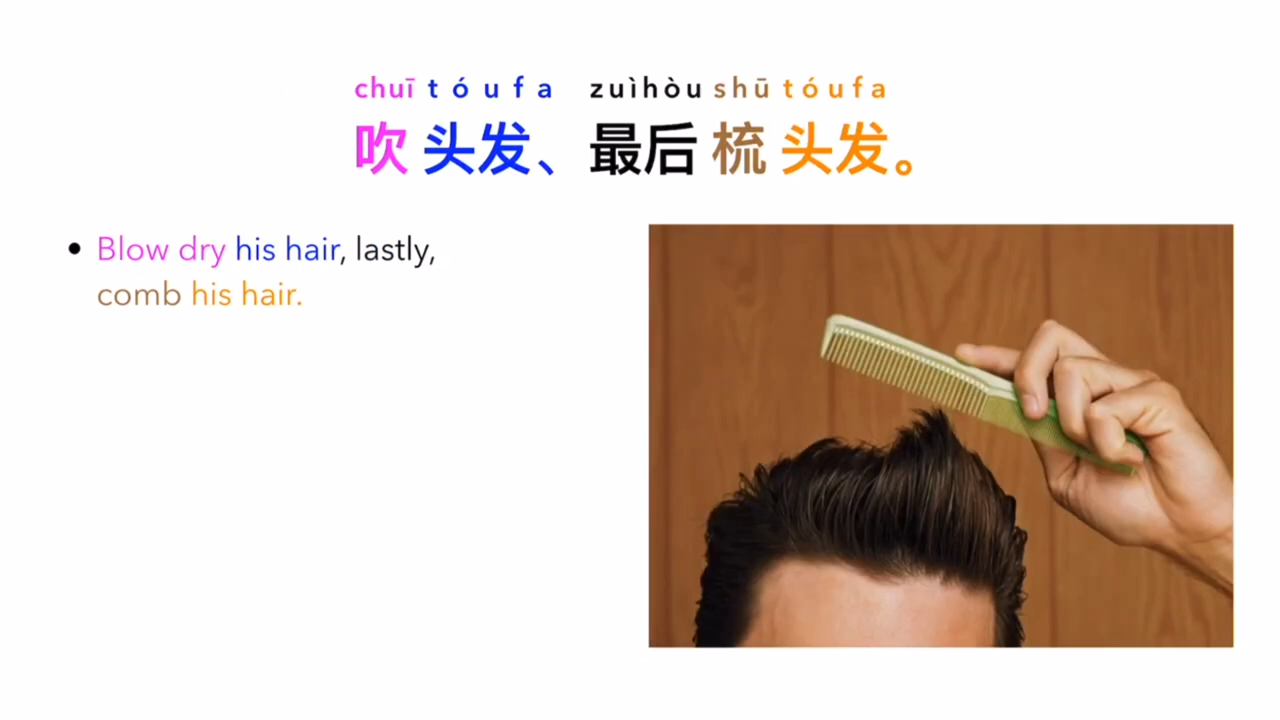 chuī tóufa zuìhòu shū tóufa
吹 头发、最后 梳 头发。
• Blow dry his hair, lastly,
comb his hair.